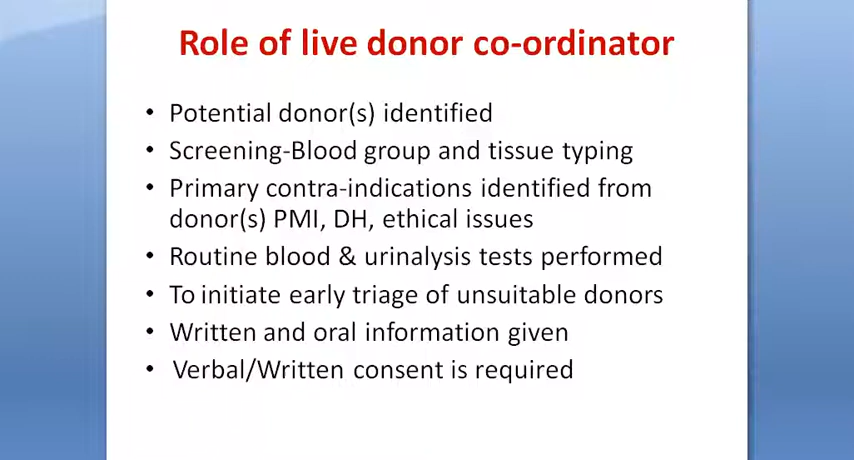 Role of live donor co-ordinator
• Potential donor(s) identified
• Screening-Blood group and tissue typing
• Primary contra-indications identified from
donor(s) PMI, DH, ethical issues
• Routine blood & urinalysis tests performed
• To initiate early triage of unsuitable donors
• Written and oral information given
• Verbal/Written consent is required